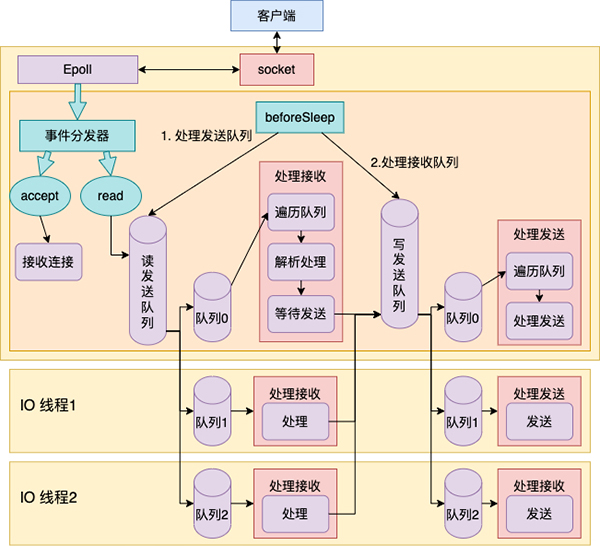 客户端
Epoll
socket
事件分发器
beforeSleep
1. 处理发送队列
2.处理接收队列
accept
read
接收连接
读发送队列
队列0
处理接收
遍历队列
解析处理
等待发送
写发送队列
队列0
处理发送
遍历队列
处理发送
IO 线程1
队列1
处理接收
处理
队列1
处理发送
发送
IO 线程2
队列2
处理接收
处理
队列2
处理接收
发送